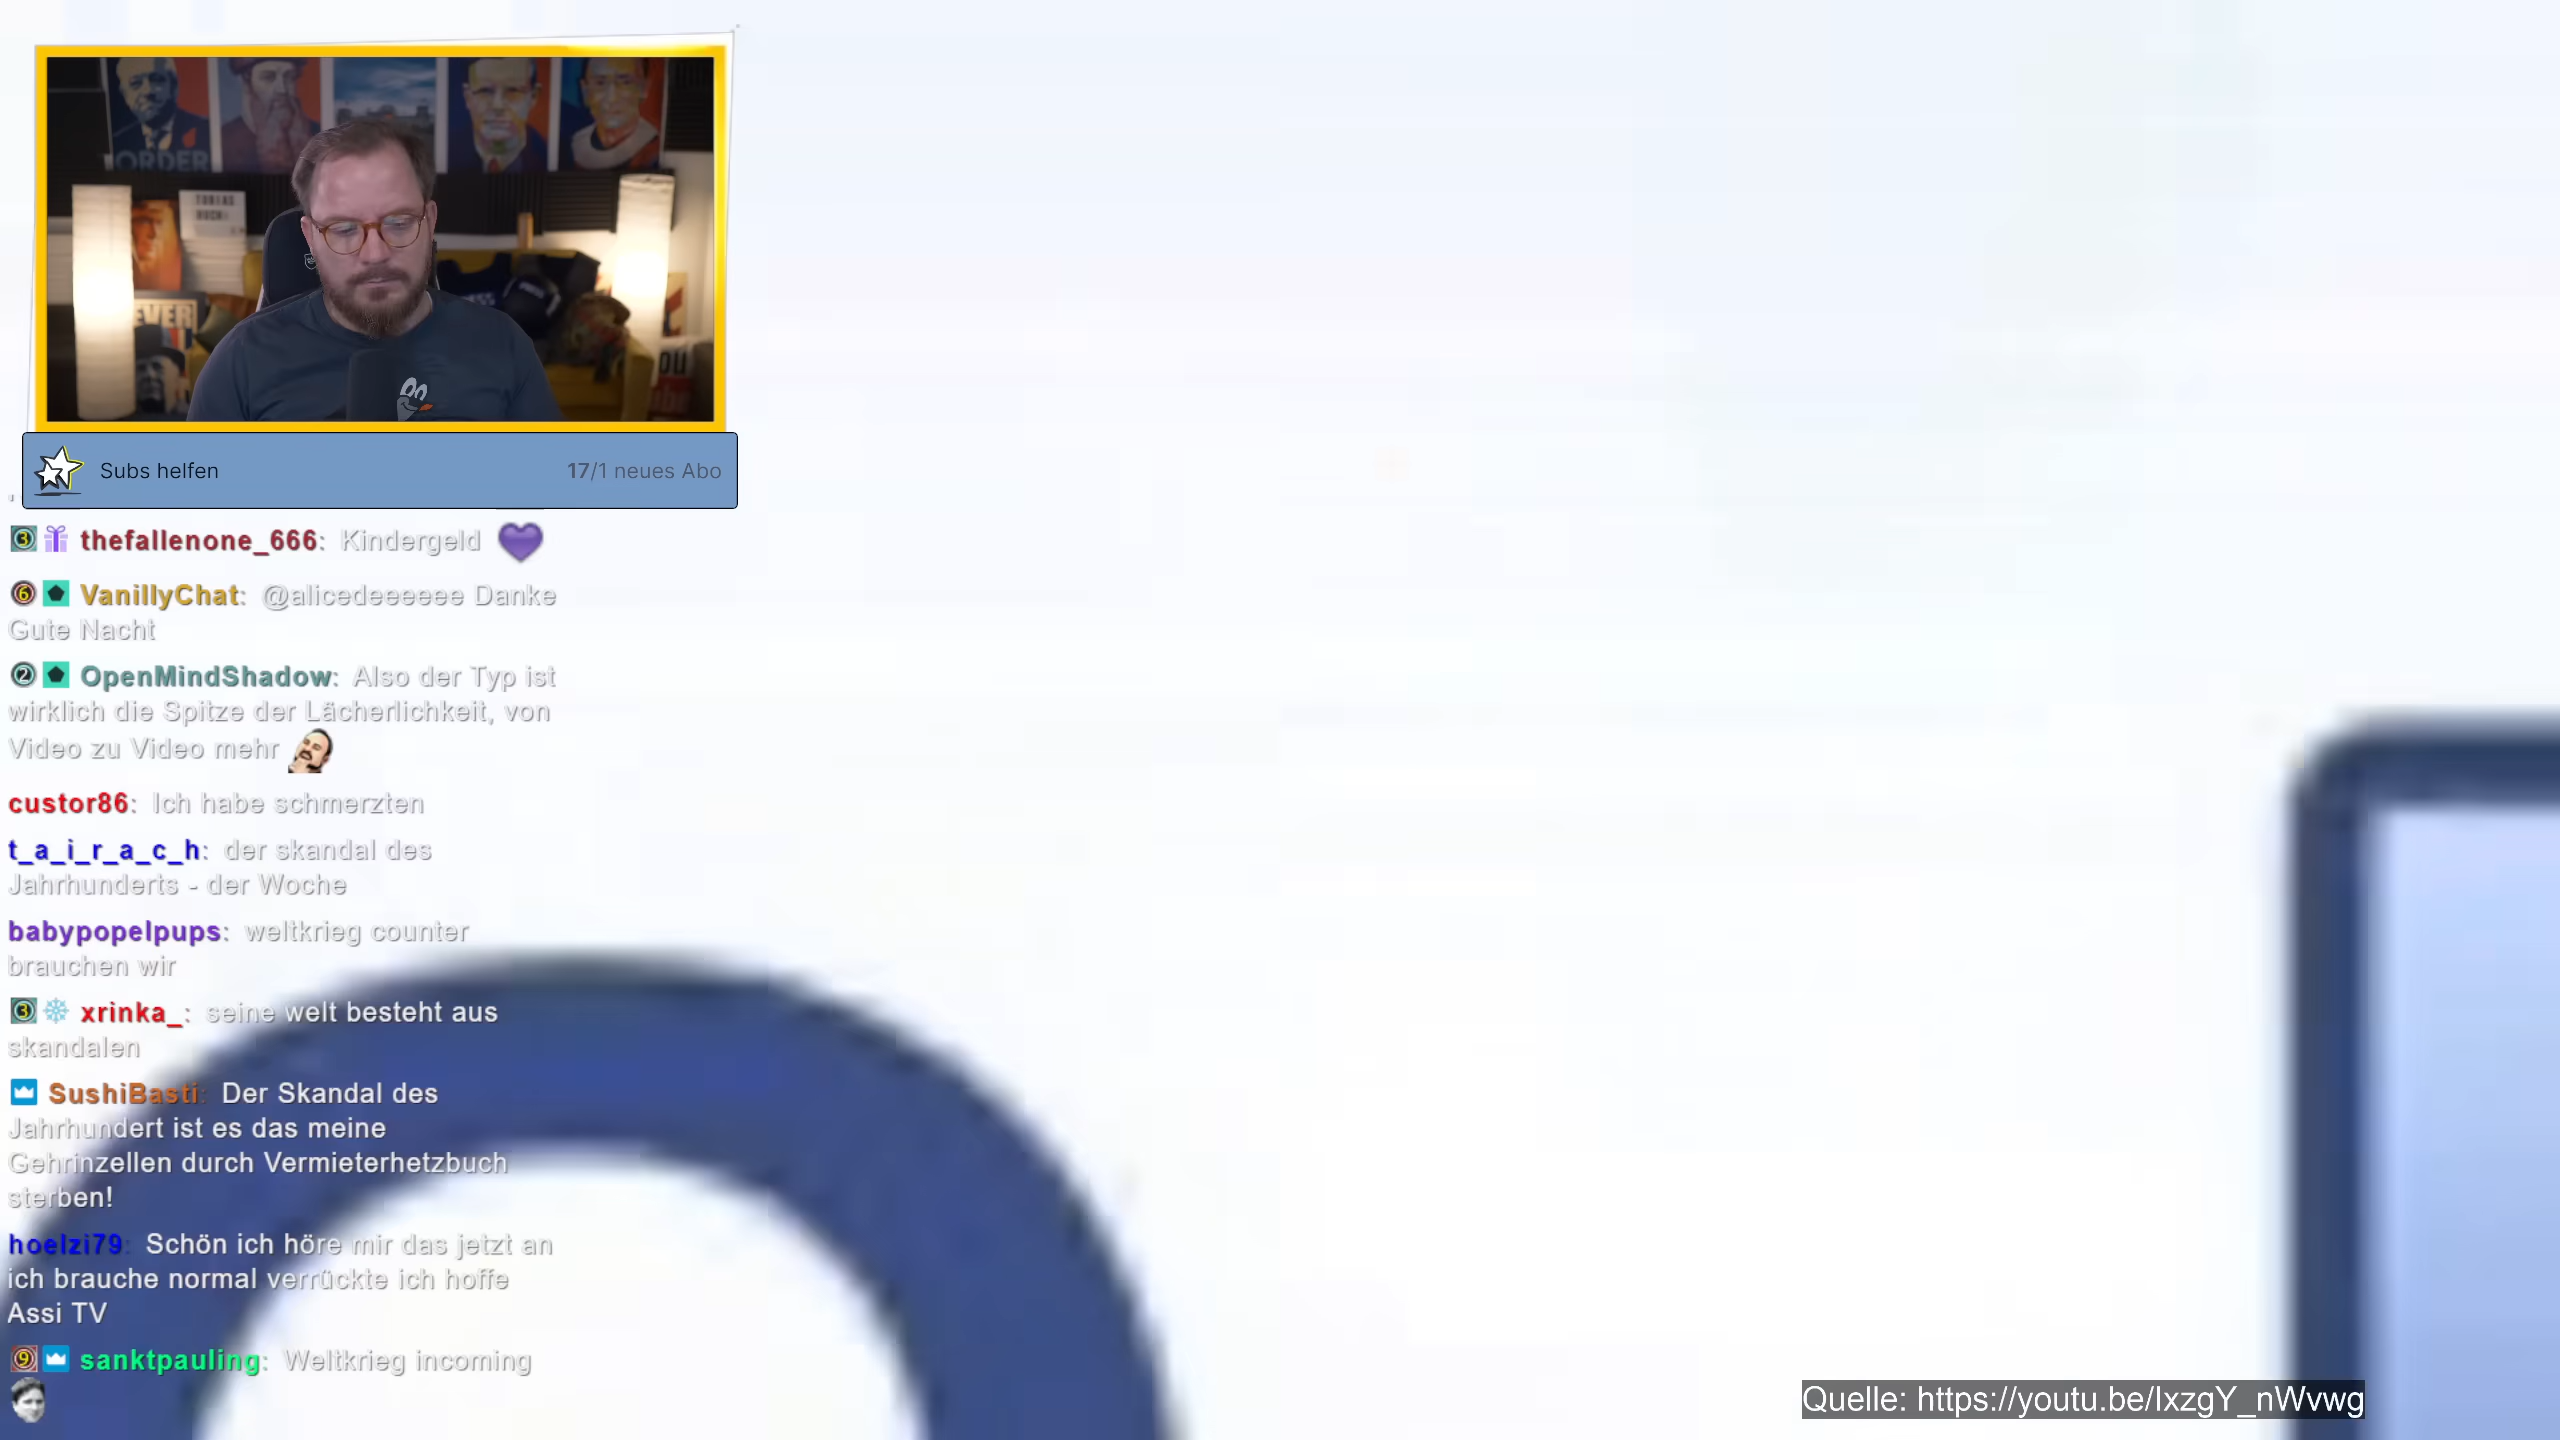 ORDER
EVER
OU
Subs helfen 17/1 neues Abo
thefallenone_666: Kindergeld
VanillyChat: @alicedeeeeee Danke
Gute Nacht
OpenMindShadow: Also der Typ ist
wirklich die Spitze der Lächerlichkeit, von
Video zu Video mehr
custor86: Ich habe schmerzten
t_a_i_r_a_c_h: der skandal des
Jahrhunderts - der Woche
babypopelpups: weltkrieg counter
brauchen wir
xrinka_: seine welt besteht aus
skandalen
SushiBasti: Der Skandal des
Jahrhundert ist es das meine
Gehrinzellen durch Vermieterhetzbuch
sterben!
hoelzi79: Schön ich höre mir das jetzt an
ich brauche normal verrückte ich hoffe
Assi TV
sanktpauling: Weltkrieg incoming
Quelle: https://youtu.be/IxzgY_nWvwg